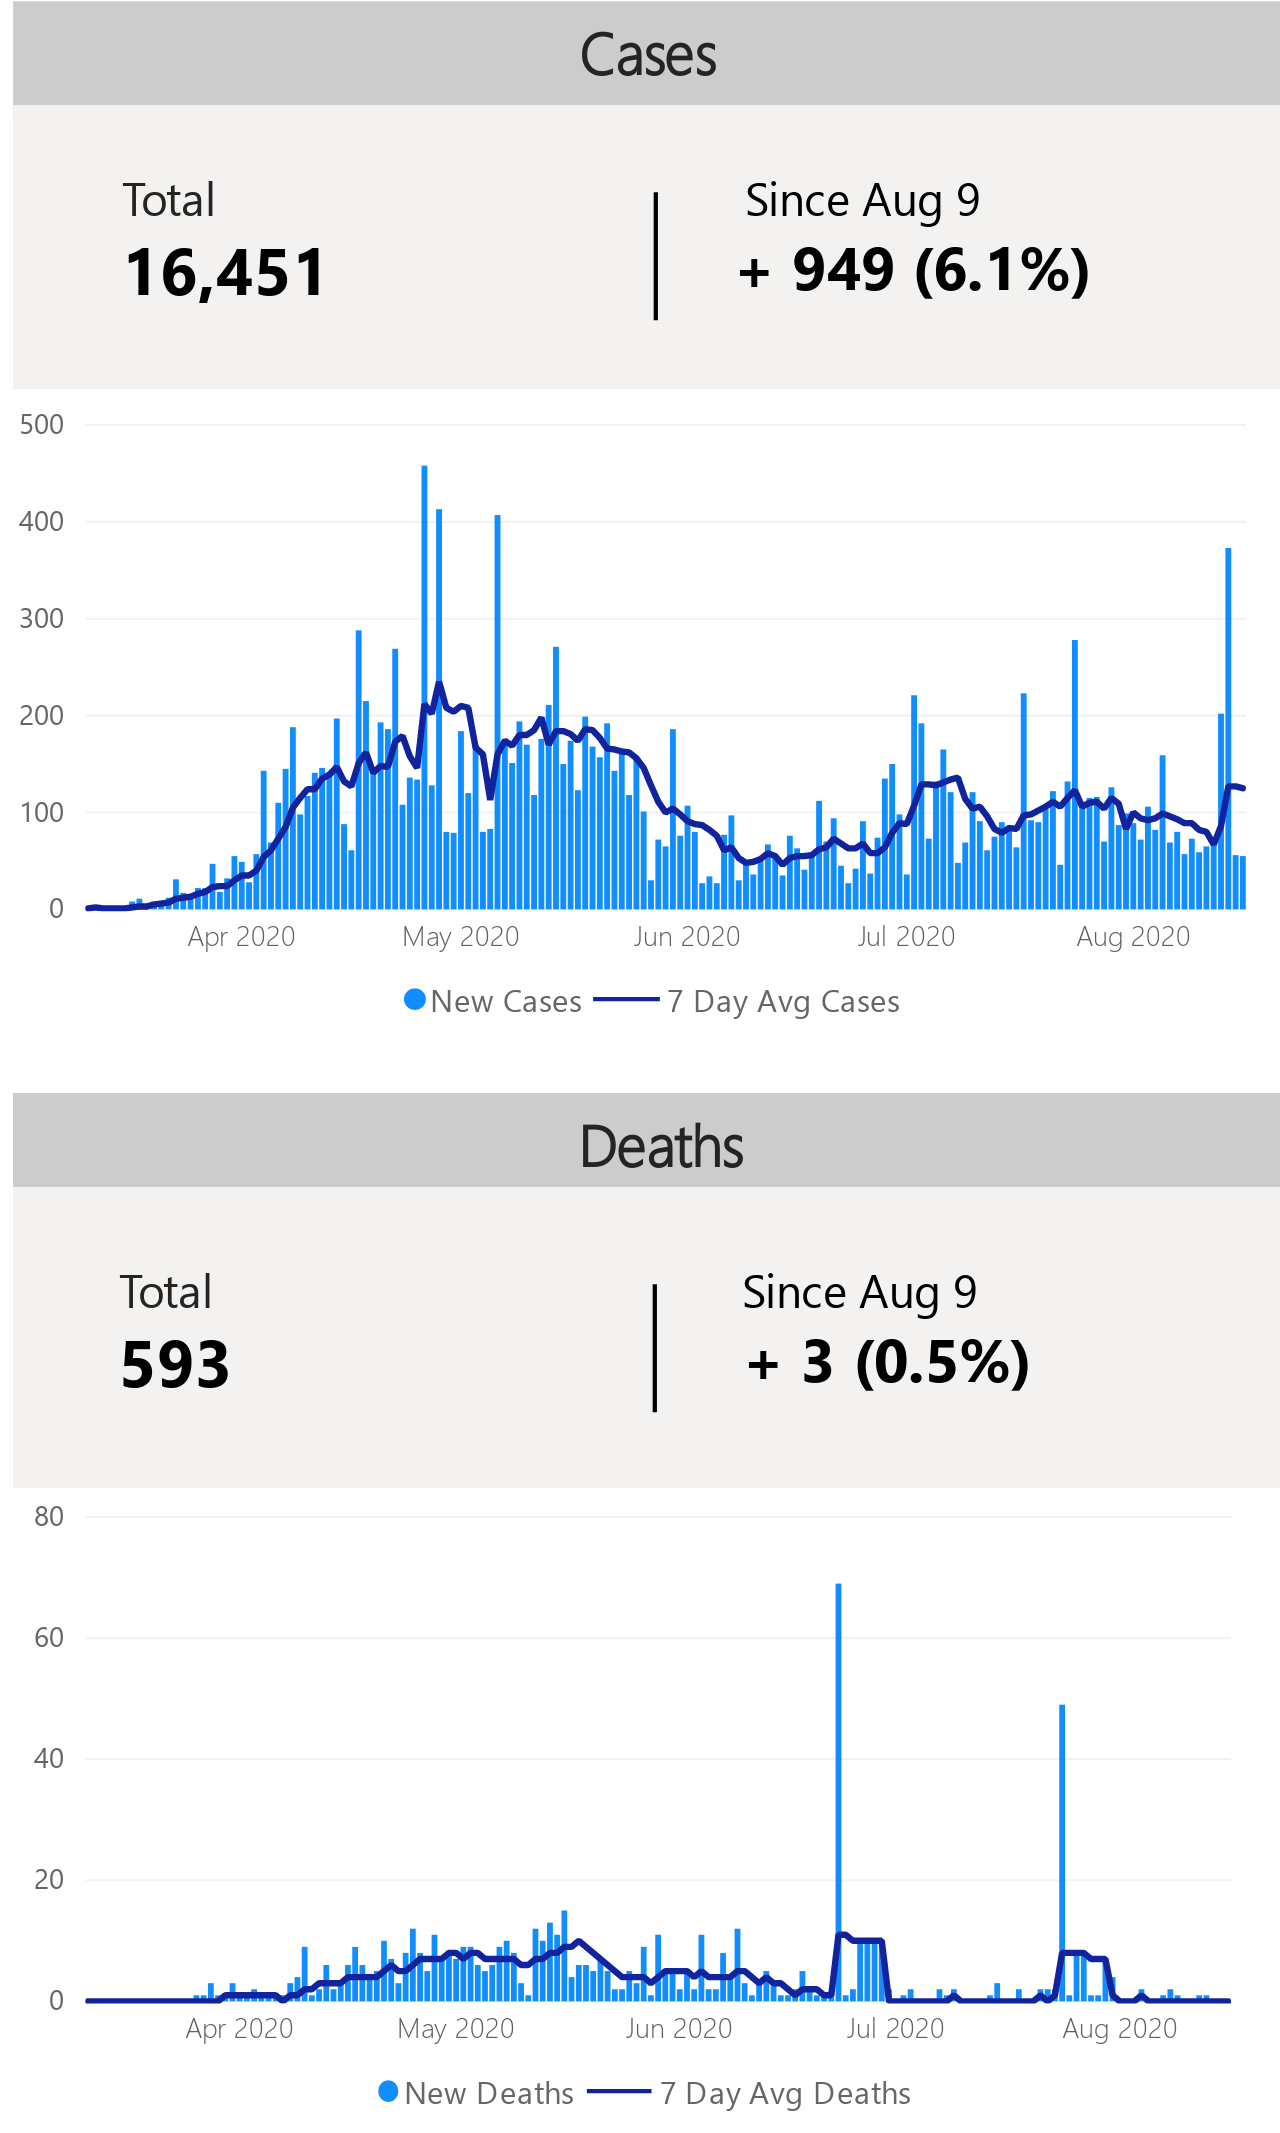 Cases
Total
16,451
Since Aug 9
+ 949 (6.1%)
500
400
300
200
100
0
Apr 2020 May 2020 Jun 2020 Jul 2020 Aug 2020
New Cases 7 Day Avg Cases
Deaths
Total
593
Since Aug 9
+ 3 (0.5%)
80
60
40
20
0
Apr 2020 May 2020 Jun 2020 Jul 2020 Aug 2020
New Deaths 7 Day Avg Deaths